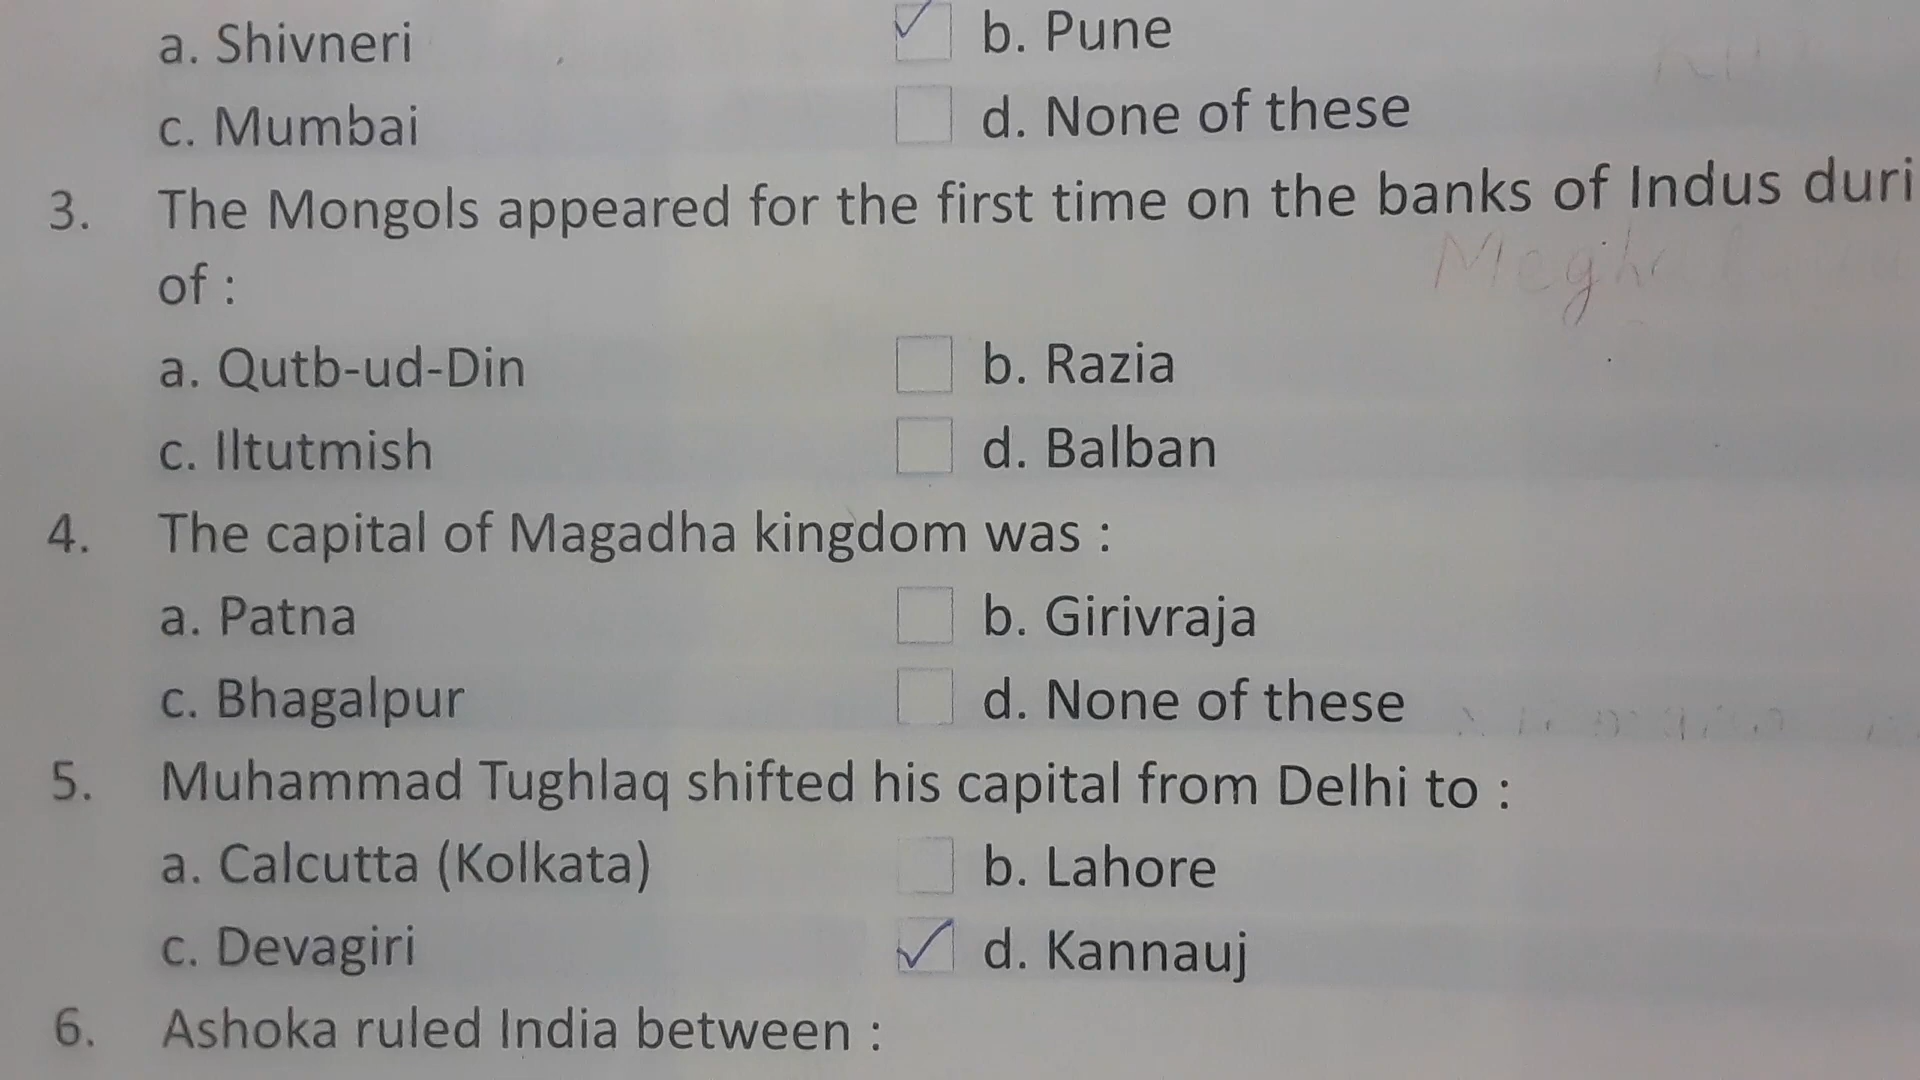 a. Shivneri ✓ b. Pune
c. Mumbai d. None of these
3. The Mongols appeared for the first time on the banks of Indus duri
of :
a. Qutb-ud-Din b. Razia
c. Iltutmish d. Balban
4. The capital of Magadha kingdom was :
a. Patna b. Girivraja
c. Bhagalpur d. None of these
5. Muhammad Tughlaq shifted his capital from Delhi to :
a. Calcutta (Kolkata) b. Lahore
c. Devagiri ✓ d. Kannauj
6. Ashoka ruled India between :